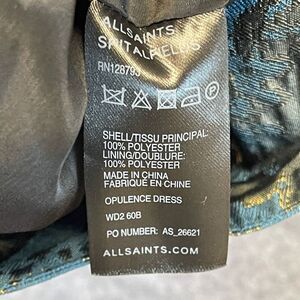 ALLSAINTS
SPITALFIELDS
RN128793
P
SHELL/TISSU PRINCIPAL:
100% POLYESTER
LINING/DOUBLURE:
100% POLYESTER
MADE IN CHINA
FABRIQUÉ EN CHINE
OPULENCE DRESS
WD2 60B
PO NUMBER: AS_26621
ALLSAINTS.COM